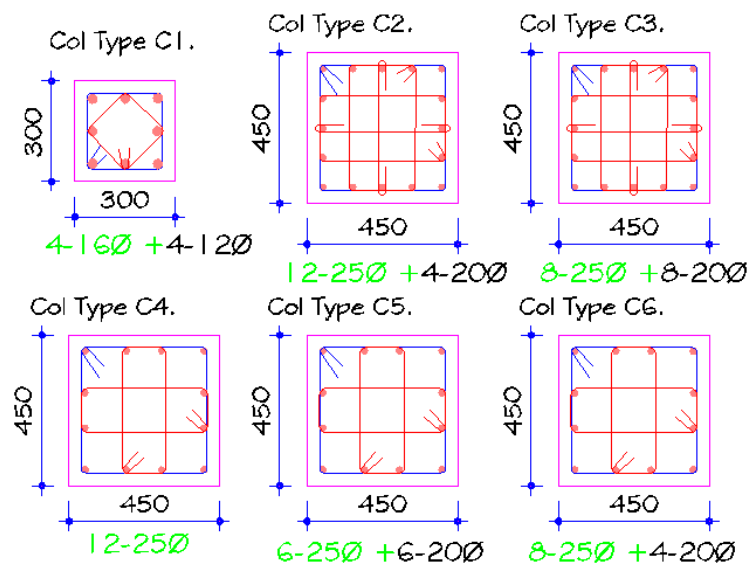 Col Type C1.
300
300
4-16Ø +4-12Ø
Col Type C2.
450
450
12-25Ø +4-20Ø
Col Type C3.
450
450
8-25Ø +8-20Ø
Col Type C4.
450
450
12-25Ø
Col Type C5.
450
450
6-25Ø +6-20Ø
Col Type C6.
450
450
8-25Ø +4-20Ø